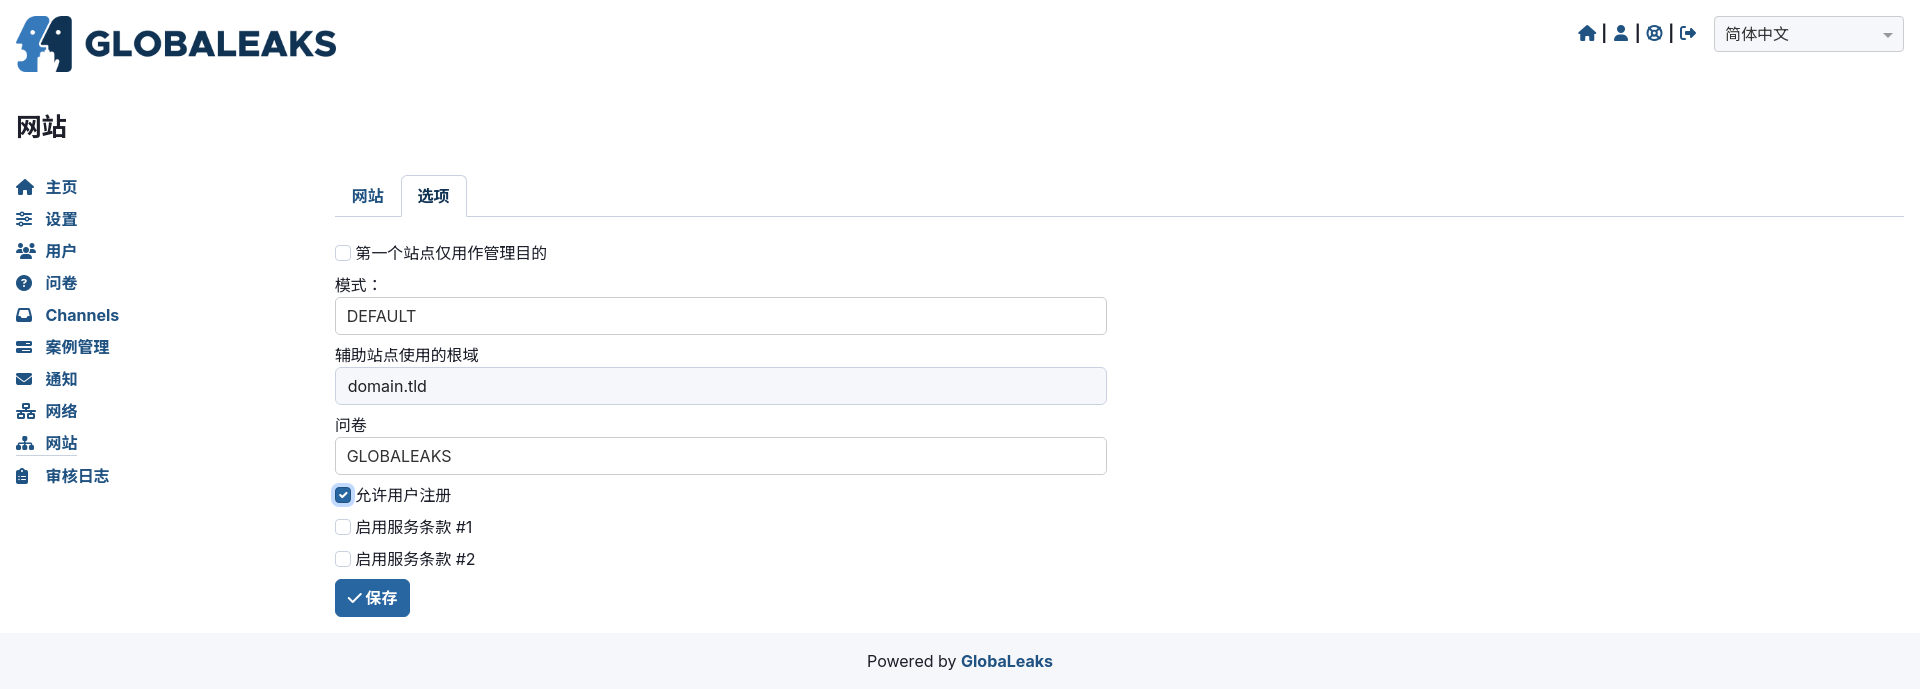 GLOBALEAKS
简体中文
网站
主页
设置
用户
问卷
Channels
案例管理
通知
网络
网站
审核日志
网站
选项
第一个站点仅用作管理目的
模式：
DEFAULT
辅助站点使用的根域
domain.tld
问卷
GLOBALEAKS
允许用户注册
启用服务条款 #1
启用服务条款 #2
保存
Powered by GlobaLeaks